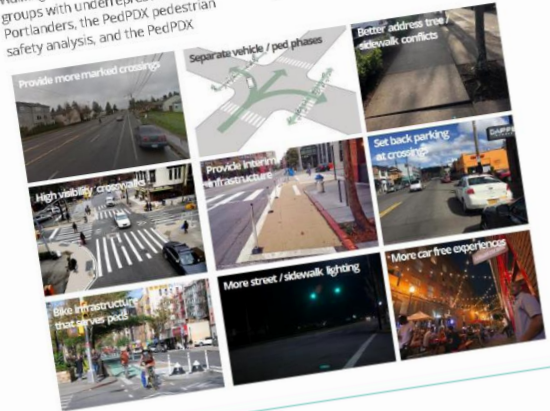 groups with underrepresented
Portlanders, the PedPDX pedestrian
safety analysis, and the PedPDX
Provide more marked crossings
Separate vehicle / ped phases
Better address tree /
sidewalk conflicts
High visibility crosswalks
Provide interim
infrastructure
Set back parking
at crossings
Bike infrastructure
that serves peds
More street / sidewalk lighting
More car free experiences